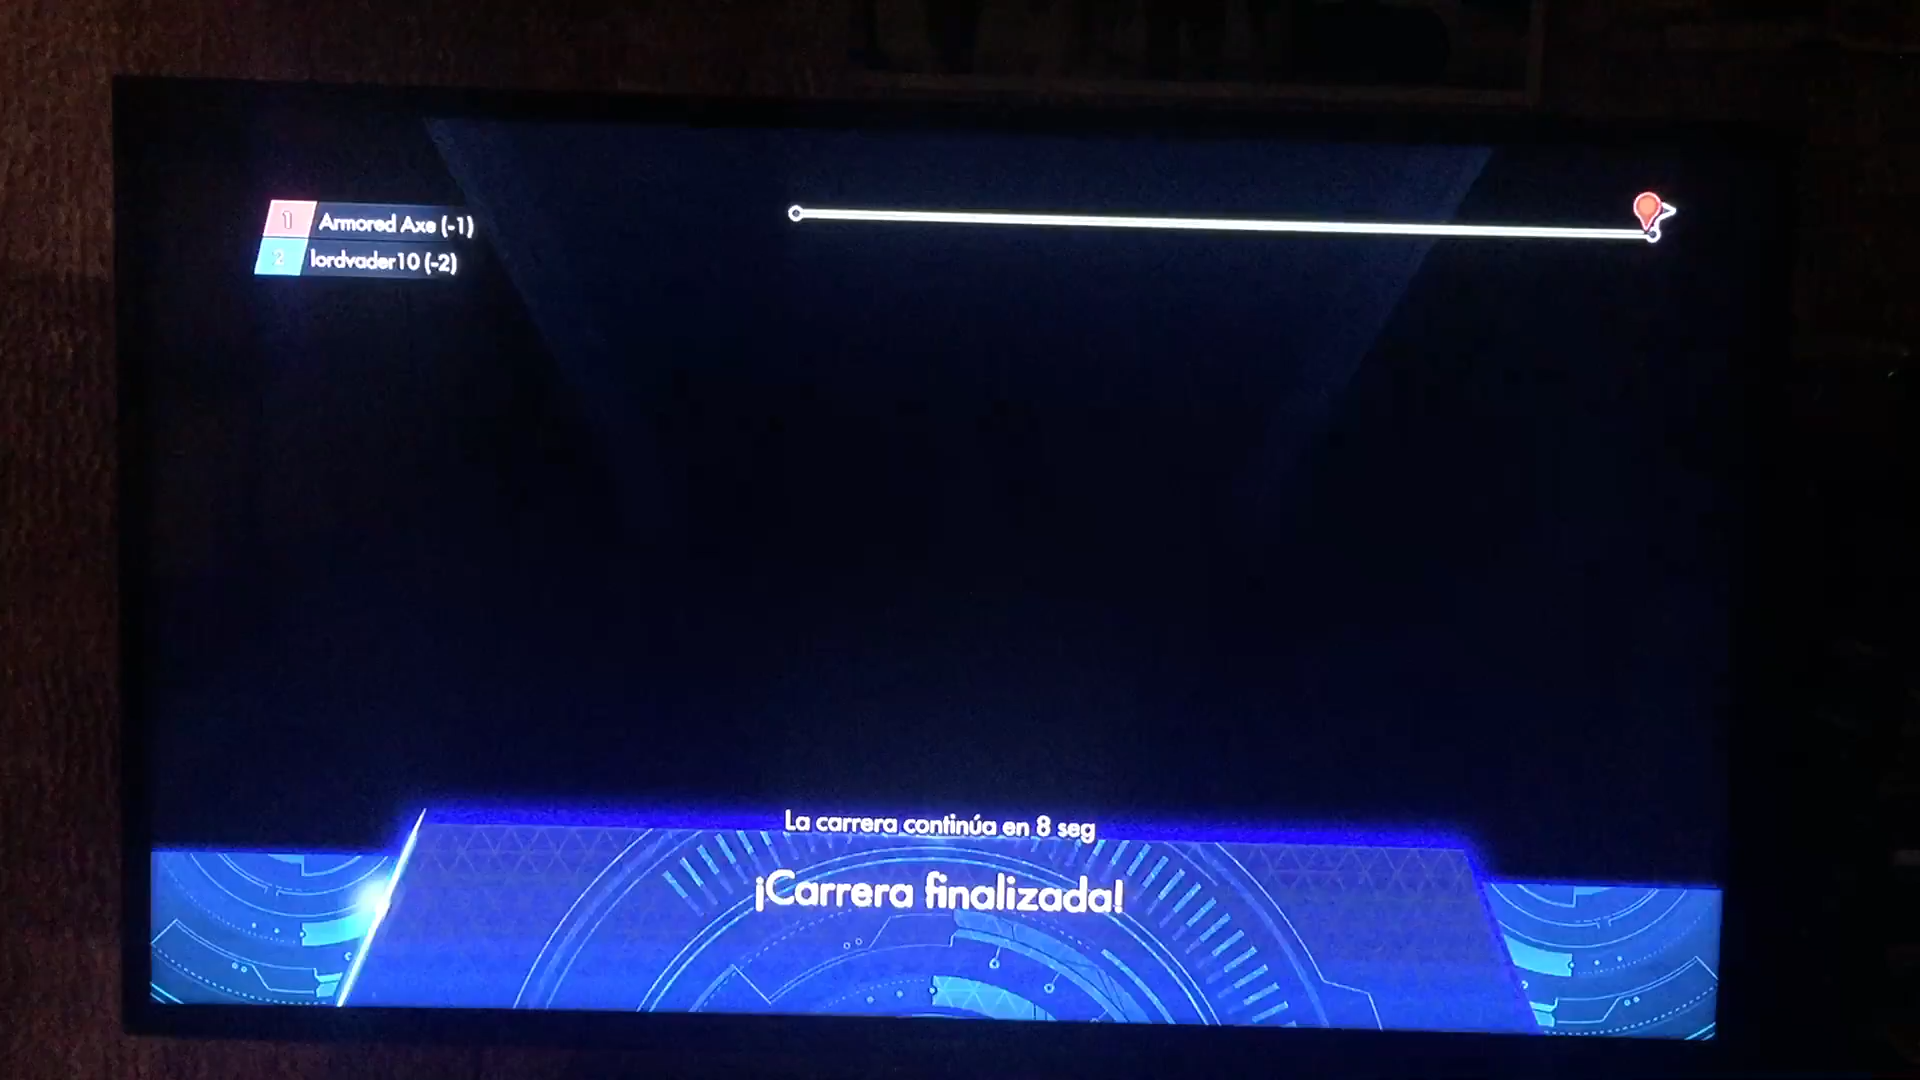 1 Armored Axe (-1)
2 lordvader10 (-2)
La carrera continúa en 8 seg
¡Carrera finalizada!